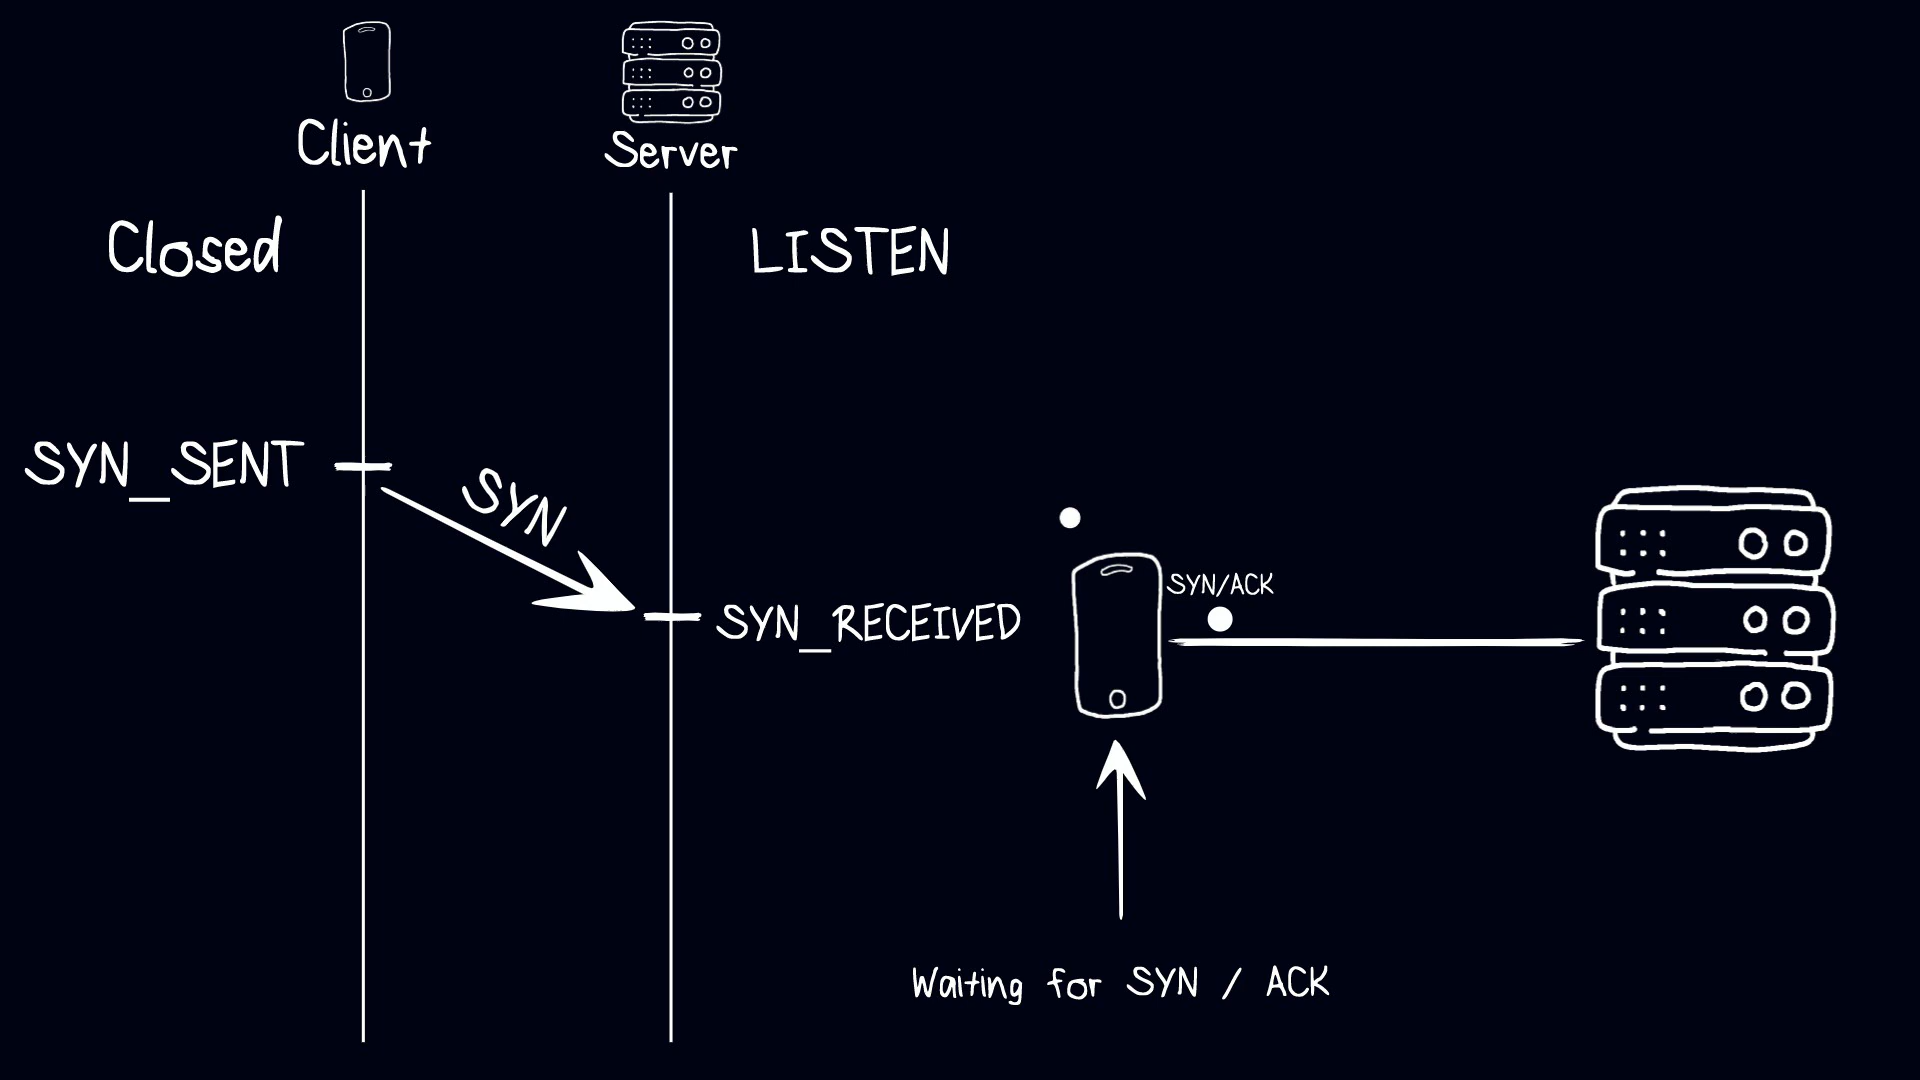 Client
Server
Closed
LISTEN
SYN_SENT
SYN
SYN_RECEIVED
SYN/ACK
Waiting for SYN / ACK